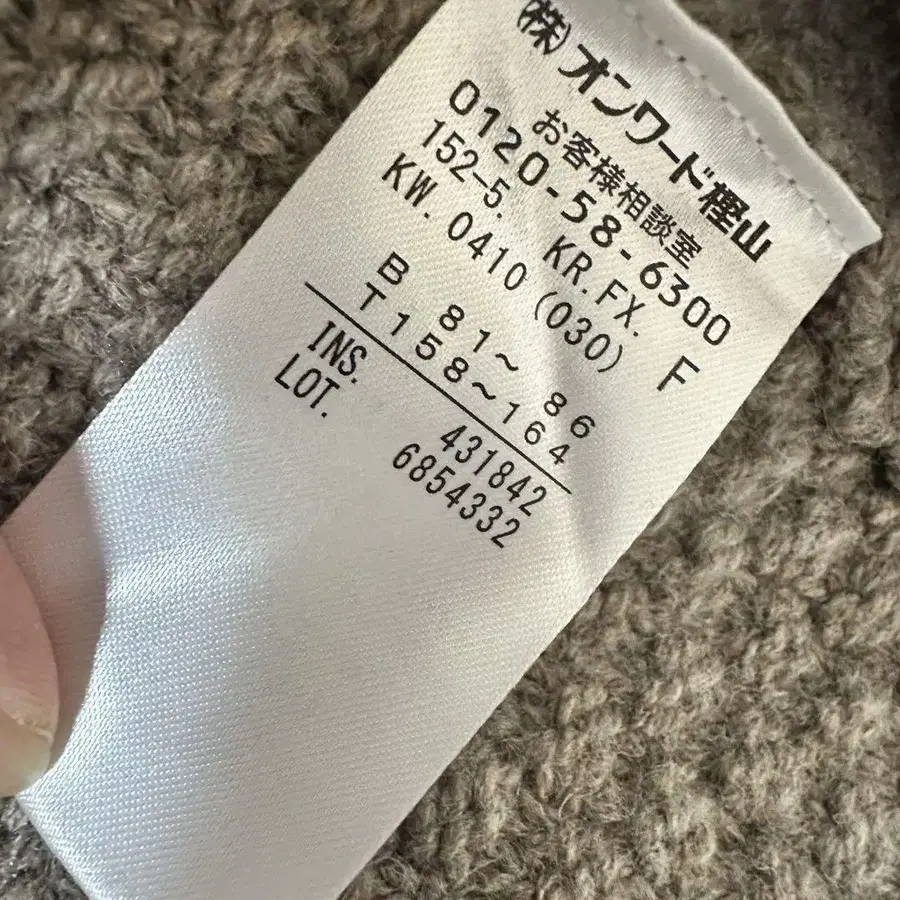 (株)オンワード樫山
お客様相談室
0120-58-6300
152-5. KR.FX. F
KW. 0410 (030)
B 81~ 86
T158~164
INS. 431842
LOT. 6854332